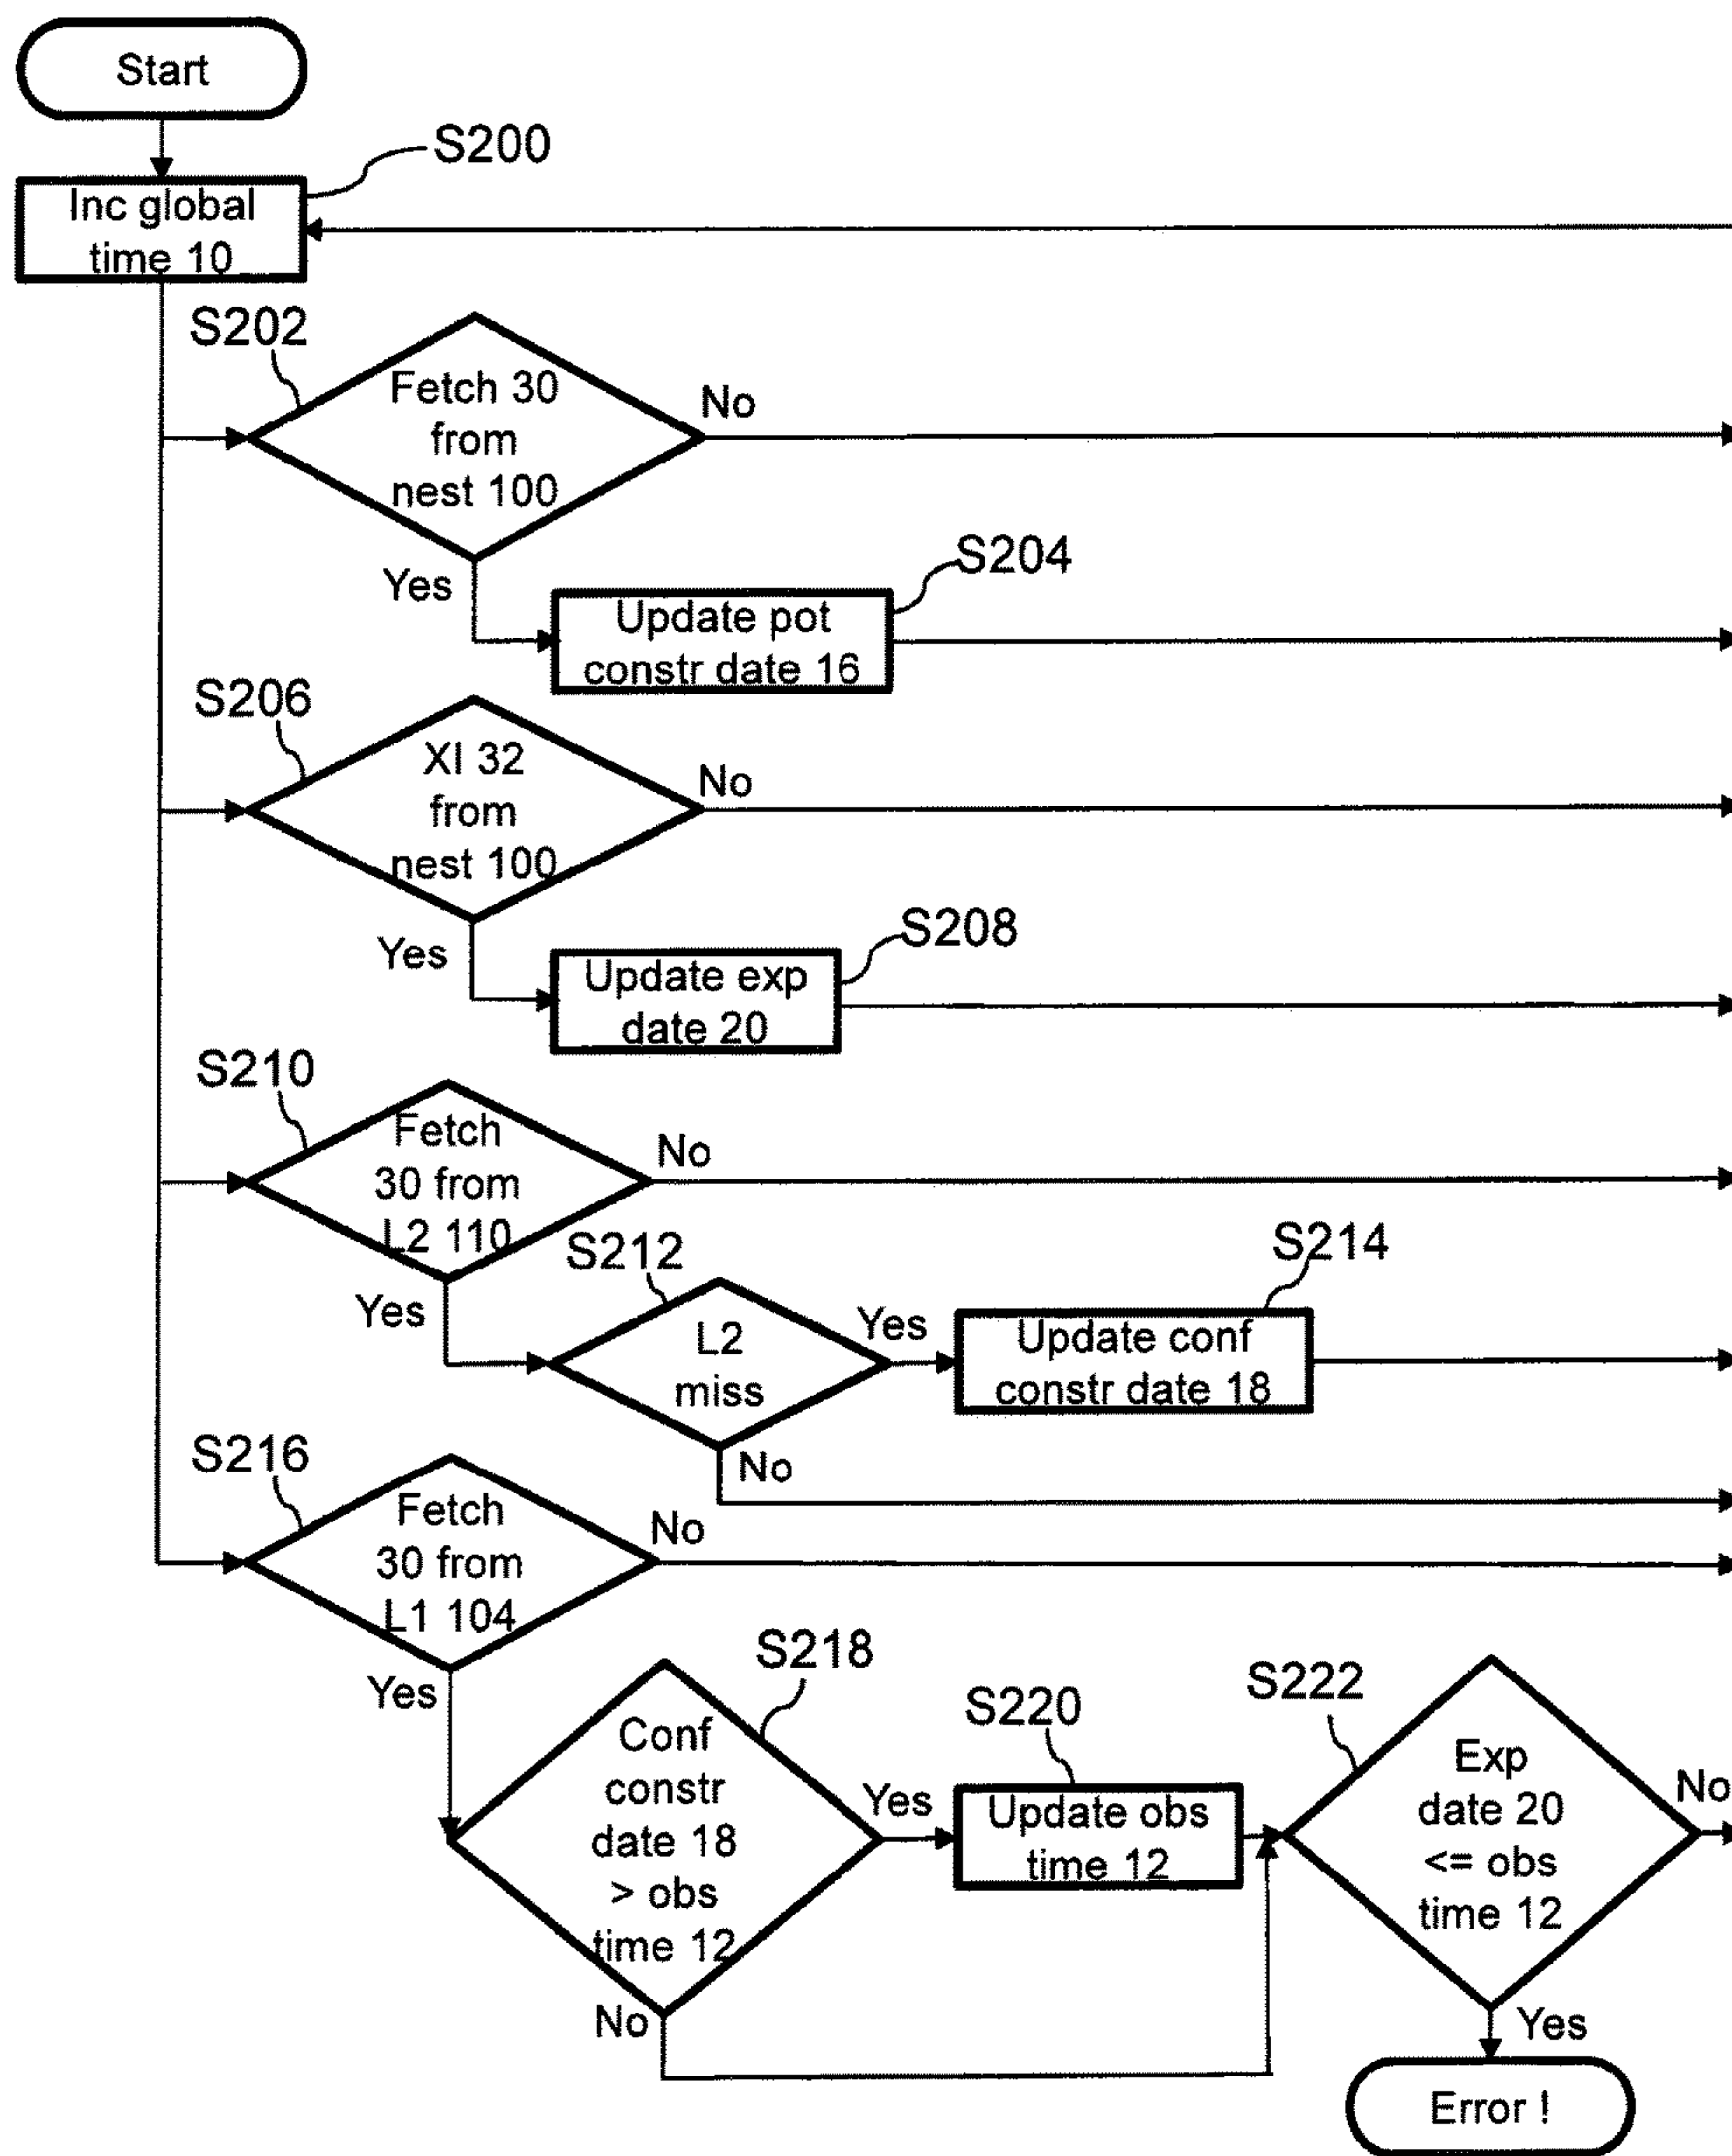 Start
S200
Inc global
time 10
S202
Fetch 30
from
nest 100
No
Yes
S204
Update pot
constr date 16
S206
XI 32
from
nest 100
No
Yes
S208
Update exp
date 20
S210
Fetch
30 from
L2 110
No
Yes
S212
L2
miss
Yes
No
S214
Update conf
constr date 18
S216
Fetch
30 from
L1 104
No
Yes
S218
Conf
constr
date 18
> obs
time 12
Yes
No
S220
Update obs
time 12
S222
Exp
date 20
<= obs
time 12
No
Yes
Error !